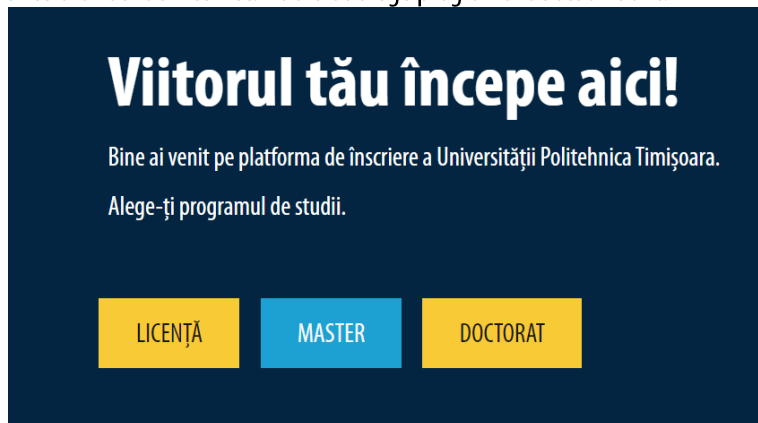 Viitorul tău începe aici!
Bine ai venit pe platforma de înscriere a Universității Politehnica Timișoara.
Alege-ți programul de studii.
LICENȚĂ MASTER DOCTORAT